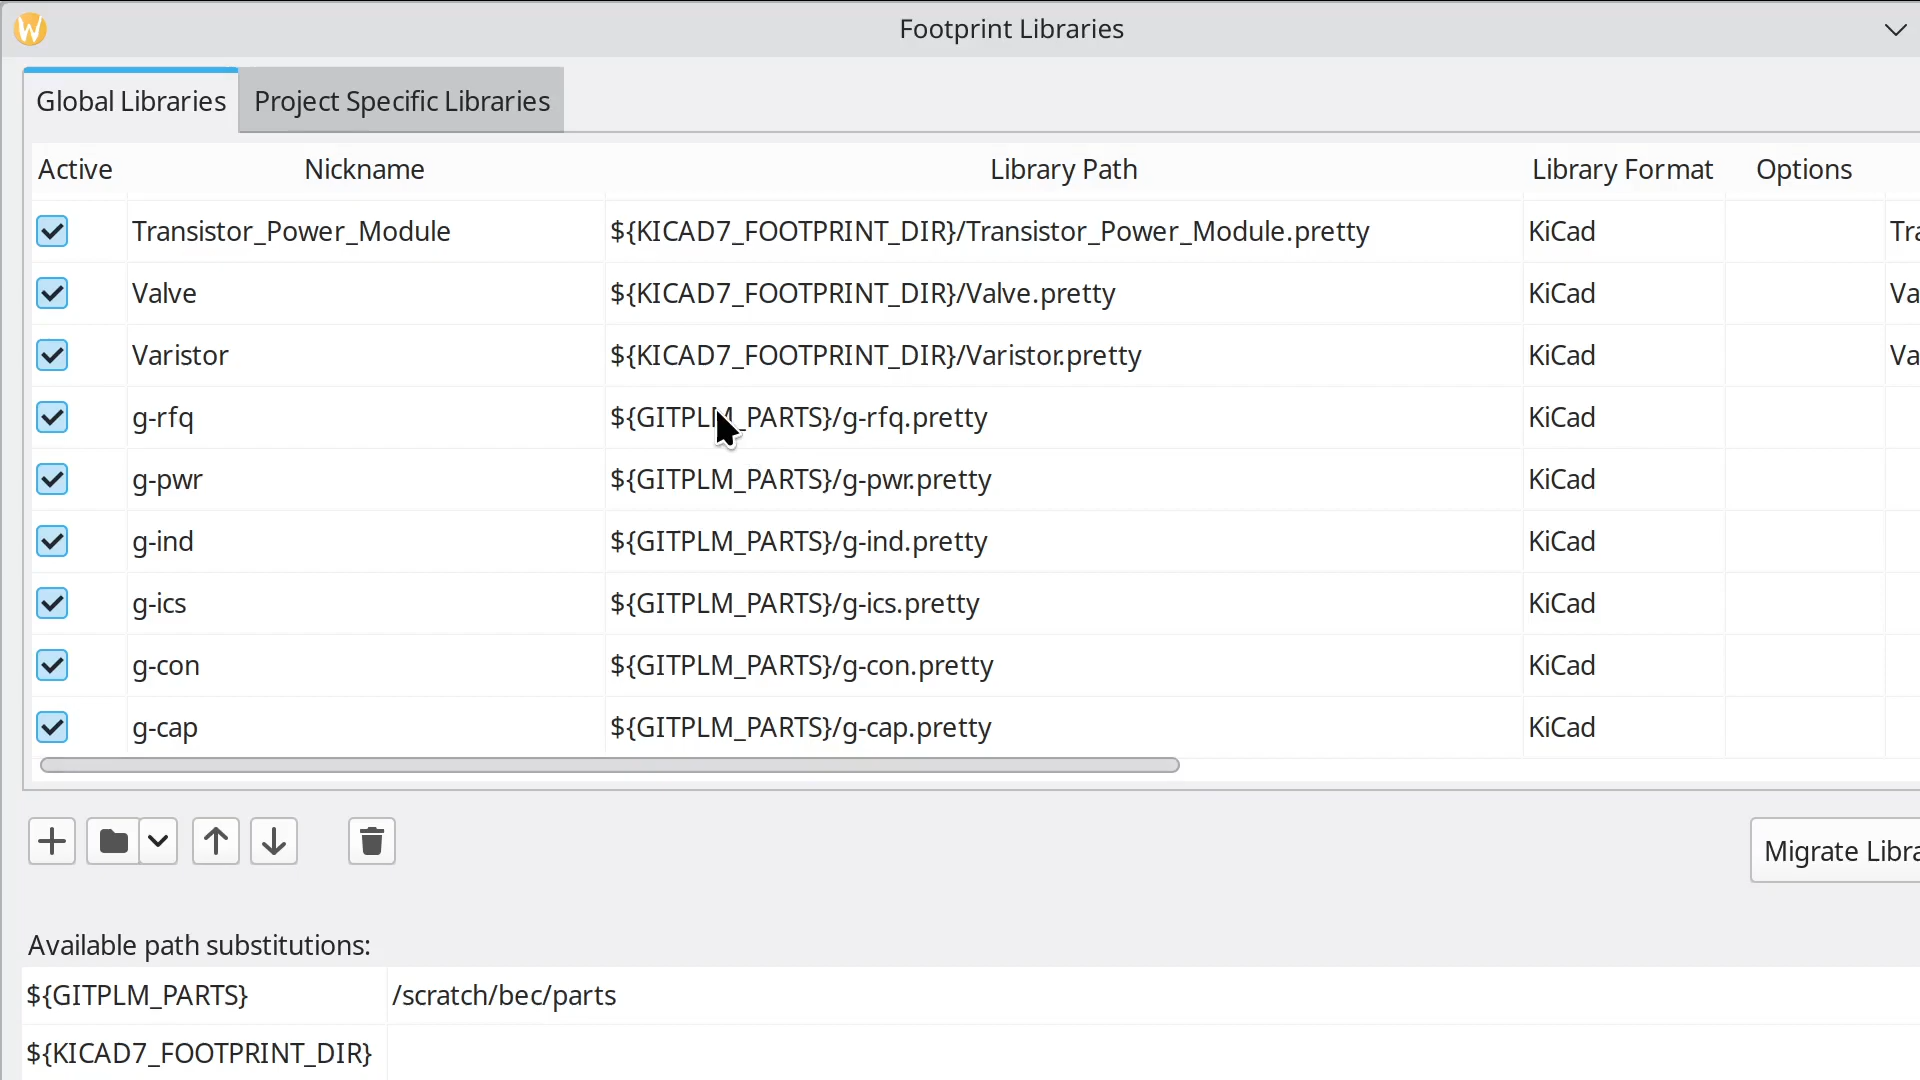 Footprint Libraries
Global Libraries Project Specific Libraries
Active Nickname Library Path Library Format Options
Transistor_Power_Module ${KICAD7_FOOTPRINT_DIR}/Transistor_Power_Module.pretty KiCad Tra
Valve ${KICAD7_FOOTPRINT_DIR}/Valve.pretty KiCad Va
Varistor ${KICAD7_FOOTPRINT_DIR}/Varistor.pretty KiCad Va
g-rfq ${GITPLM_PARTS}/g-rfq.pretty KiCad
g-pwr ${GITPLM_PARTS}/g-pwr.pretty KiCad
g-ind ${GITPLM_PARTS}/g-ind.pretty KiCad
g-ics ${GITPLM_PARTS}/g-ics.pretty KiCad
g-con ${GITPLM_PARTS}/g-con.pretty KiCad
g-cap ${GITPLM_PARTS}/g-cap.pretty KiCad
Migrate Libra
Available path substitutions:
${GITPLM_PARTS} /scratch/bec/parts
${KICAD7_FOOTPRINT_DIR}